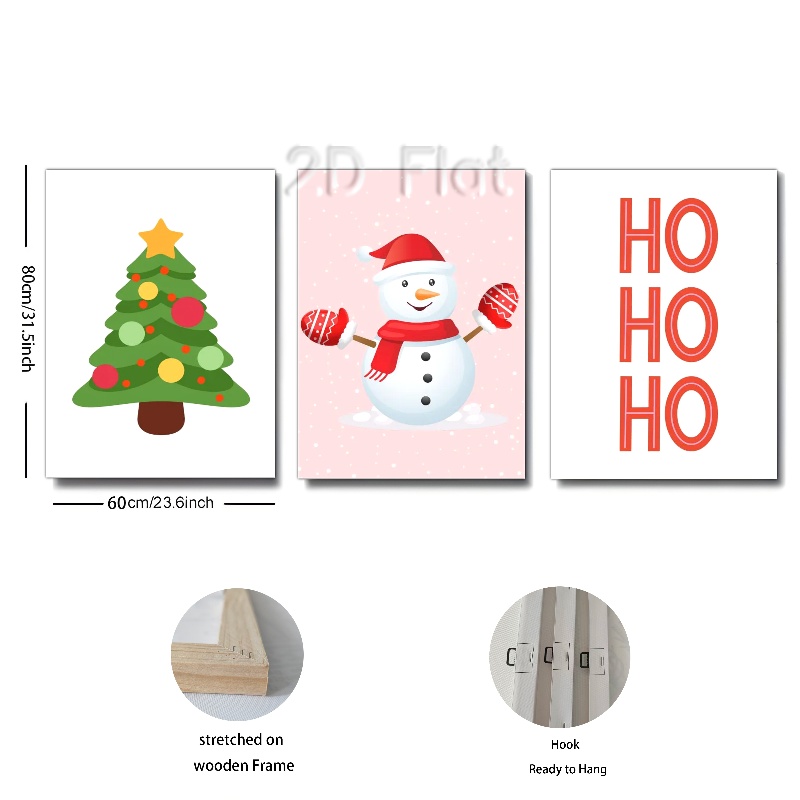 2D Flat
80cm/31.5inch
60cm/23.6inch
HO
HO
HO
stretched on
wooden Frame
Hook
Ready to Hang